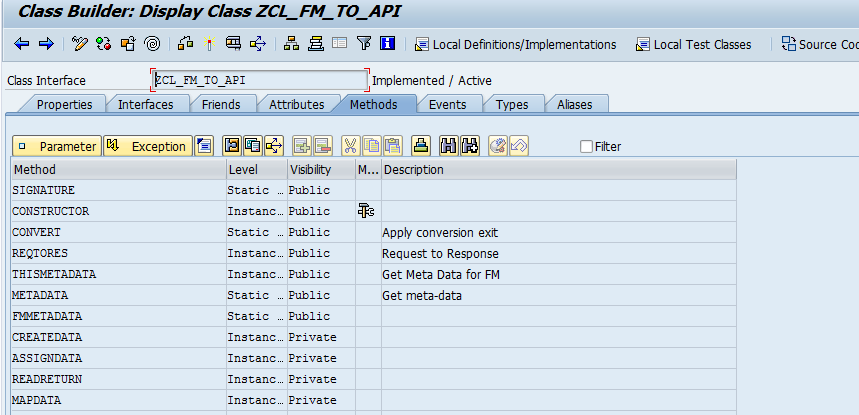 Class Builder: Display Class ZCL_FM_TO_API
Local Definitions/Implementations Local Test Classes Source Co
Class Interface ZCL_FM_TO_API Implemented / Active
Properties Interfaces Friends Attributes Methods Events Types Aliases
Parameter Exception Filter
Method Level Visibility M... Description
SIGNATURE Static … Public
CONSTRUCTOR Instanc… Public
CONVERT Static … Public Apply conversion exit
REQTORES Instanc… Public Request to Response
THISMETADATA Instanc… Public Get Meta Data for FM
METADATA Static … Public Get meta-data
FMMETADATA Static … Public
CREATEDATA Instanc… Private
ASSIGNDATA Instanc… Private
READRETURN Instanc… Private
MAPDATA Instanc… Private